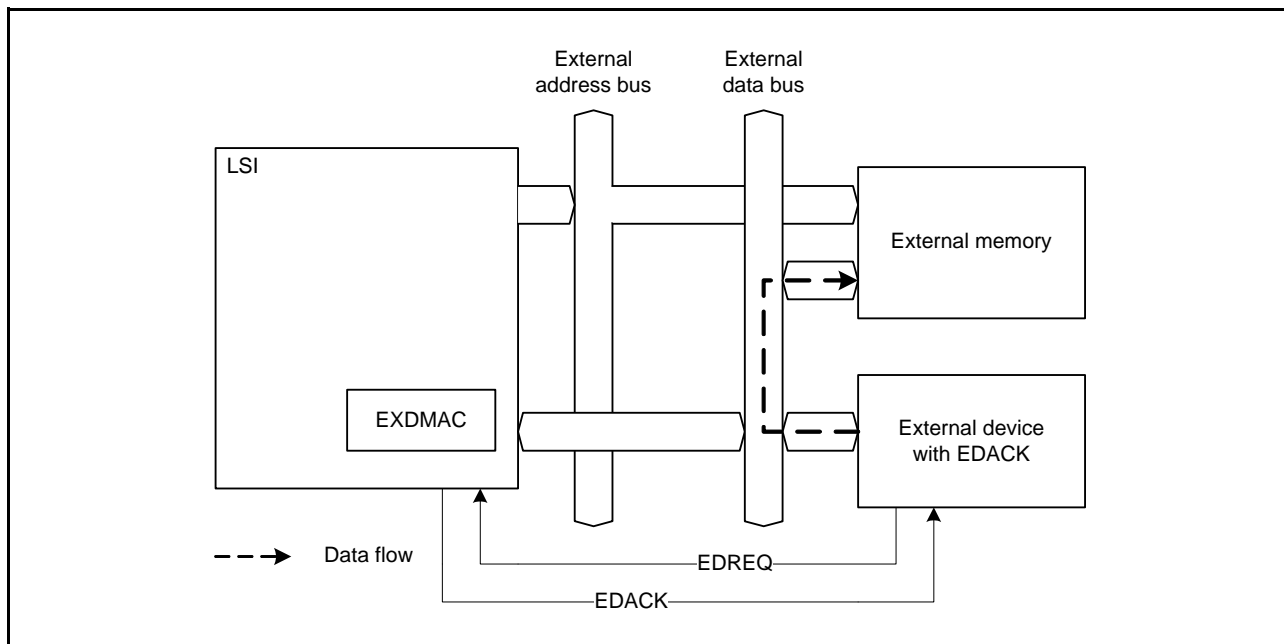 External
address bus
External
data bus
LSI
External memory
EXDMAC
External device
with EDACK
Data flow
EDREQ
EDACK